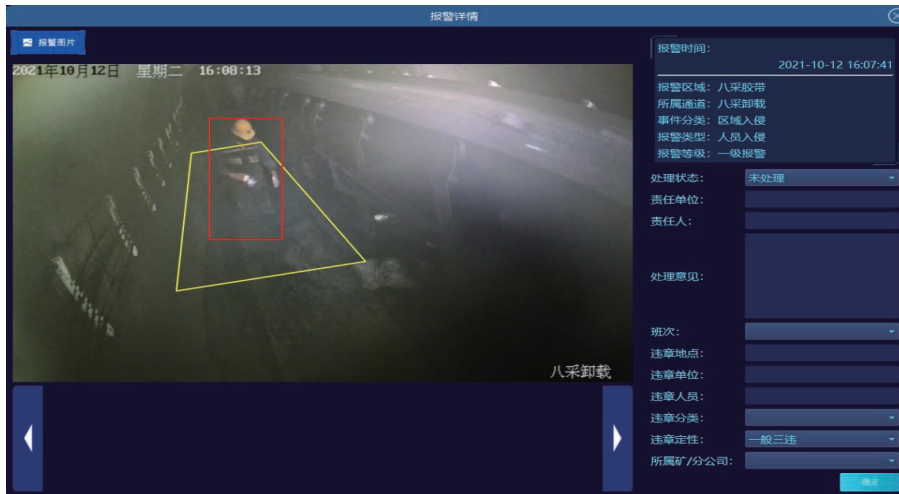 报警详情
报警图片
2021年10月12日 星期二 16:08:13
八采卸载
报警时间:
2021-10-12 16:07:41
报警区域: 八采胶带
所属通道: 八采卸载
事件分类: 区域入侵
报警类型: 人员入侵
报警等级: 一级报警
处理状态: 未处理
责任单位:
责任人:
处理意见:
班次:
违章地点:
违章单位:
违章人员:
违章分类:
违章定性: 一般三违
所属矿/分公司:
确定